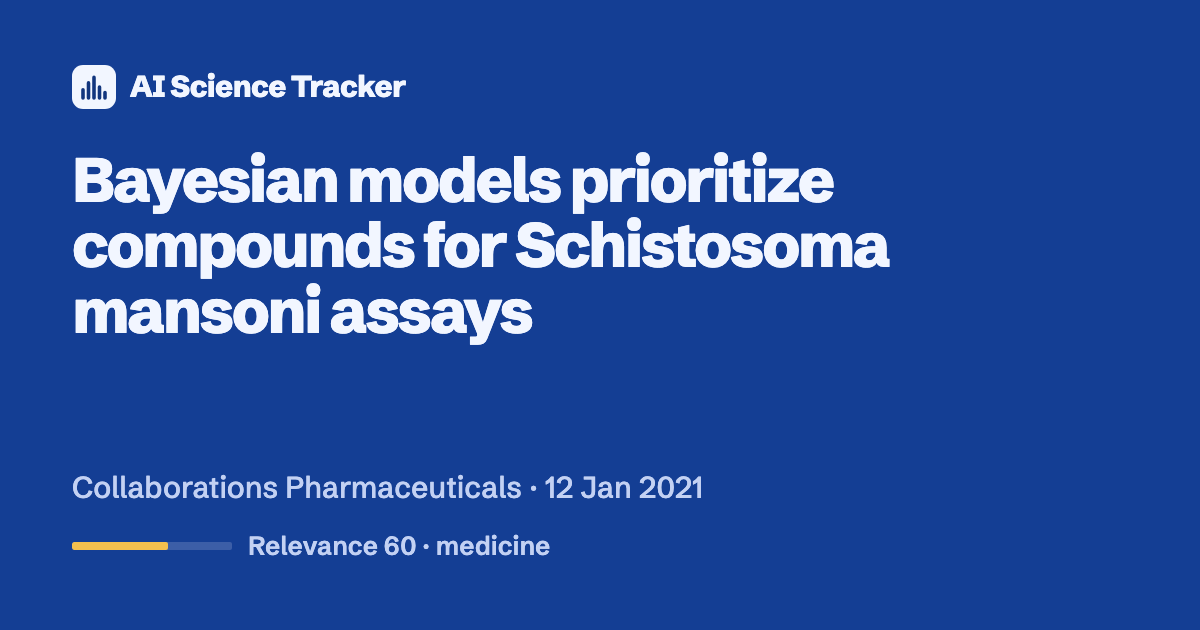 AI Science Tracker
Bayesian models prioritize
compounds for Schistosoma
mansoni assays
Collaborations Pharmaceuticals · 12 Jan 2021
Relevance 60 · medicine